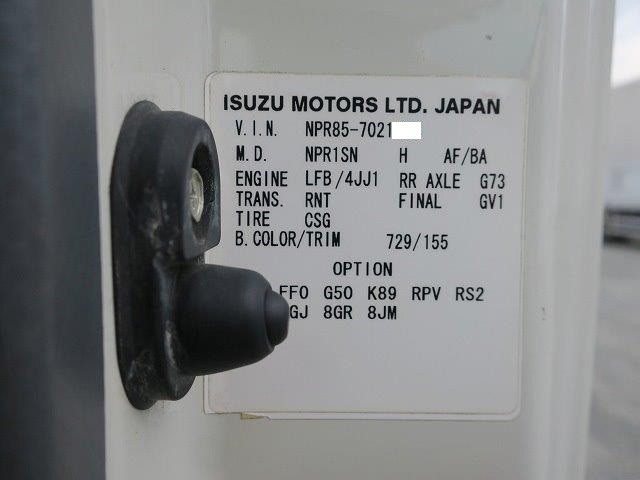 ISUZU MOTORS LTD. JAPAN
V.I.N. NPR85-7021
M.D. NPR1SN H AF/BA
ENGINE LFB/4JJ1 RR AXLE G73
TRANS. RNT FINAL GV1
TIRE CSG
B.COLOR/TRIM 729/155
OPTION
FF0 G50 K89 RPV RS2
GJ 8GR 8JM